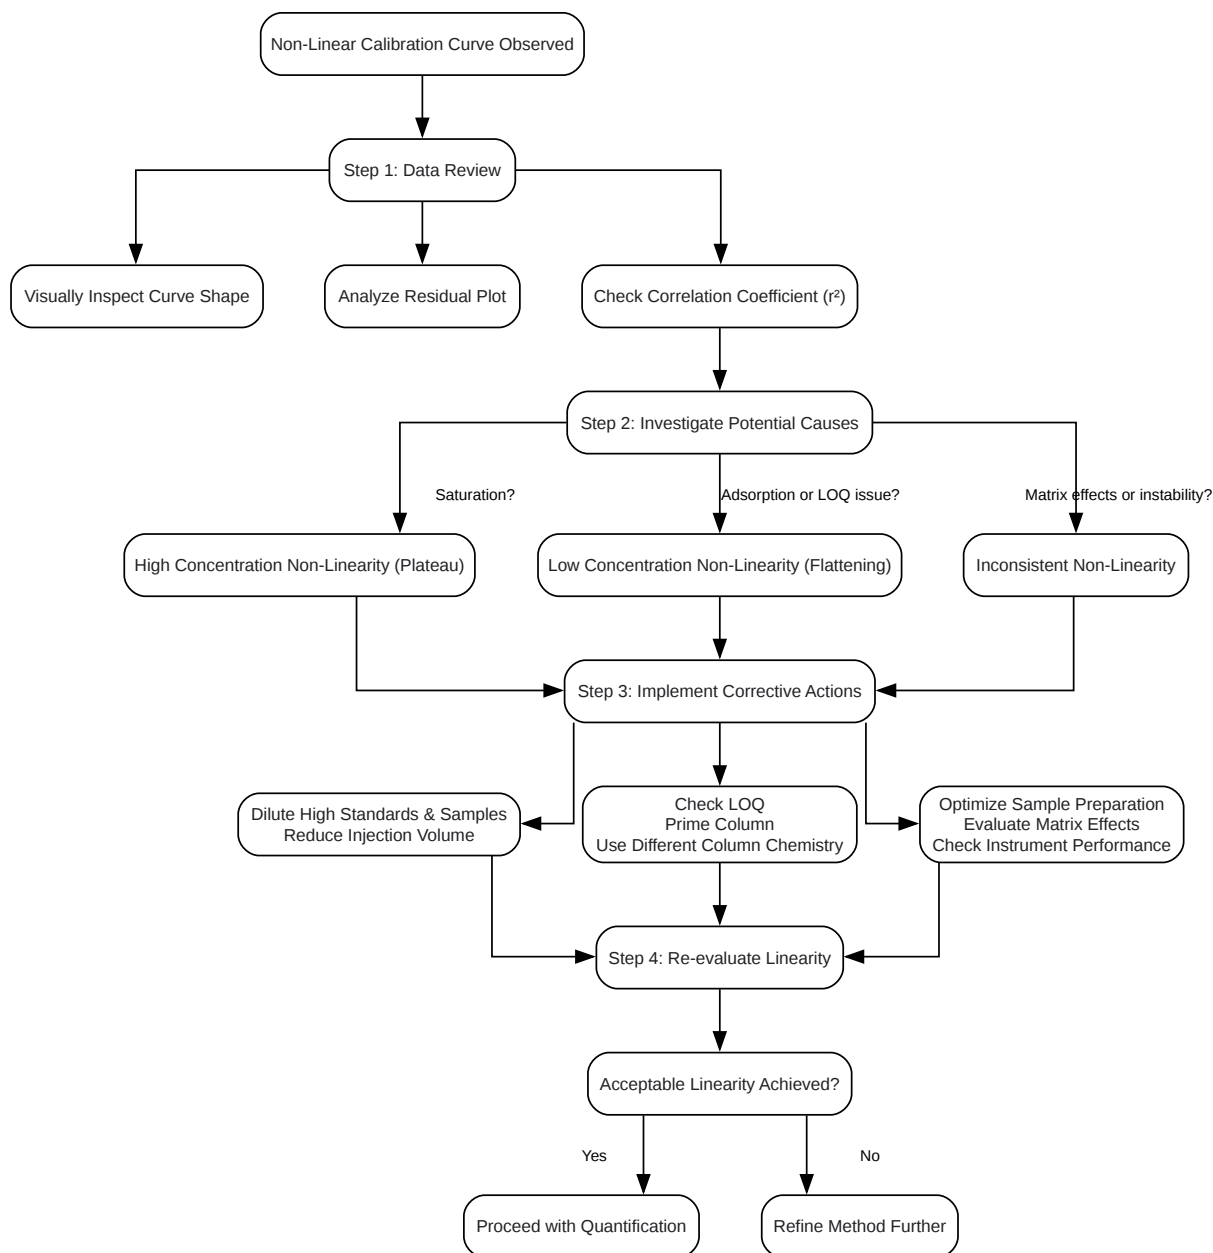 Non-Linear Calibration Curve Observed
Step 1: Data Review
Visually Inspect Curve Shape
Analyze Residual Plot
Check Correlation Coefficient (r²)
Step 2: Investigate Potential Causes
Saturation?
Adsorption or LOQ issue?
Matrix effects or instability?
High Concentration Non-Linearity (Plateau)
Low Concentration Non-Linearity (Flattening)
Inconsistent Non-Linearity
Step 3: Implement Corrective Actions
Dilute High Standards & Samples
Reduce Injection Volume
Check LOQ
Prime Column
Use Different Column Chemistry
Optimize Sample Preparation
Evaluate Matrix Effects
Check Instrument Performance
Step 4: Re-evaluate Linearity
Acceptable Linearity Achieved?
Yes
No
Proceed with Quantification
Refine Method Further